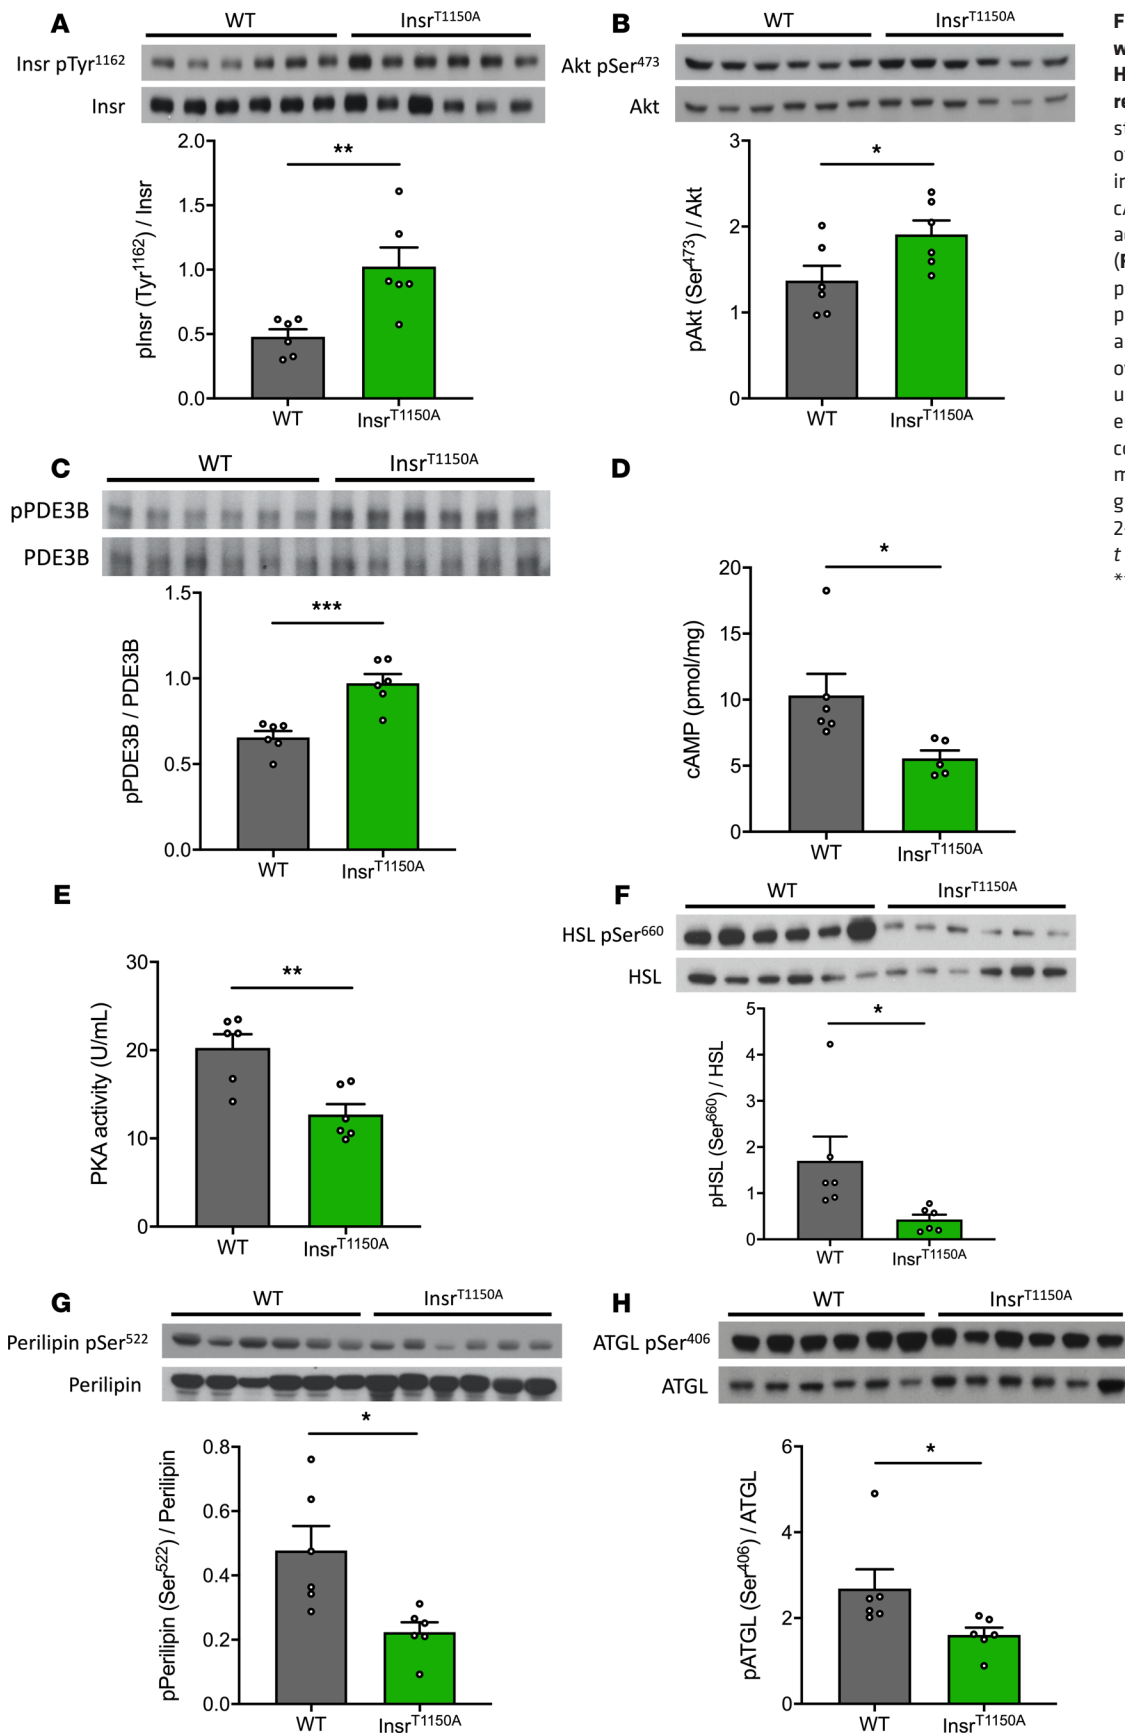 A
WT
Insr^T1150A
Insr pTyr^1162
Insr
2.0
1.5
1.0
0.5
0.0
pInsr (Tyr^1162) / Insr
**
WT
Insr^T1150A
B
WT
Insr^T1150A
Akt pSer^473
Akt
3
2
1
0
pAkt (Ser^473) / Akt
*
WT
Insr^T1150A
C
WT
Insr^T1150A
pPDE3B
PDE3B
1.5
1.0
0.5
0.0
pPDE3B / PDE3B
***
WT
Insr^T1150A
D
20
15
10
5
0
cAMP (pmol/mg)
*
WT
Insr^T1150A
E
30
20
10
0
PKA activity (U/mL)
**
WT
Insr^T1150A
F
WT
Insr^T1150A
HSL pSer^660
HSL
5
4
3
2
1
0
pHSL (Ser^660) / HSL
*
WT
Insr^T1150A
G
WT
Insr^T1150A
Perilipin pSer^522
Perilipin
0.8
0.6
0.4
0.2
0.0
pPerilipin (Ser^522) / Perilipin
*
WT
Insr^T1150A
H
WT
Insr^T1150A
ATGL pSer^406
ATGL
6
4
2
0
pATGL (Ser^406) / ATGL
*
WT
Insr^T1150A